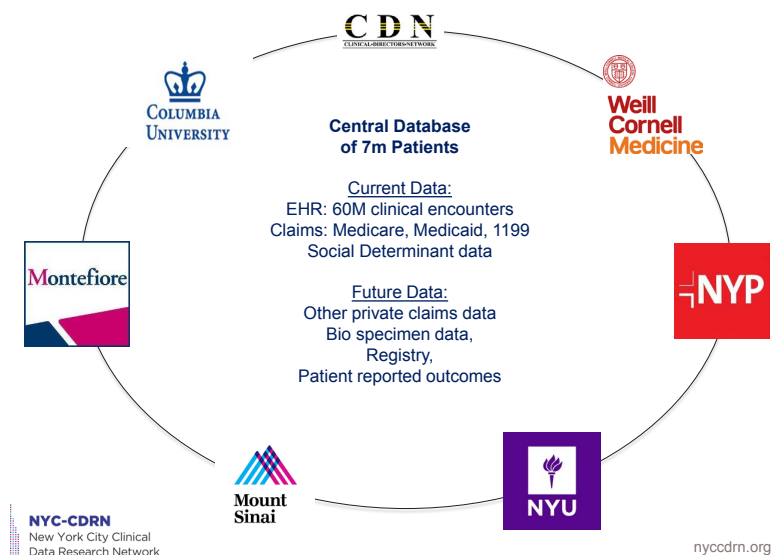 CDN
CLINICAL•DIRECTORS•NETWORK
COLUMBIA
UNIVERSITY
Weill
Cornell
Medicine
Central Database
of 7m Patients
Current Data:
EHR: 60M clinical encounters
Claims: Medicare, Medicaid, 1199
Social Determinant data
Montefiore
NYP
Future Data:
Other private claims data
Bio specimen data,
Registry,
Patient reported outcomes
Mount
Sinai
NYU
NYC-CDRN
New York City Clinical
Data Research Network
nyccdrn.org